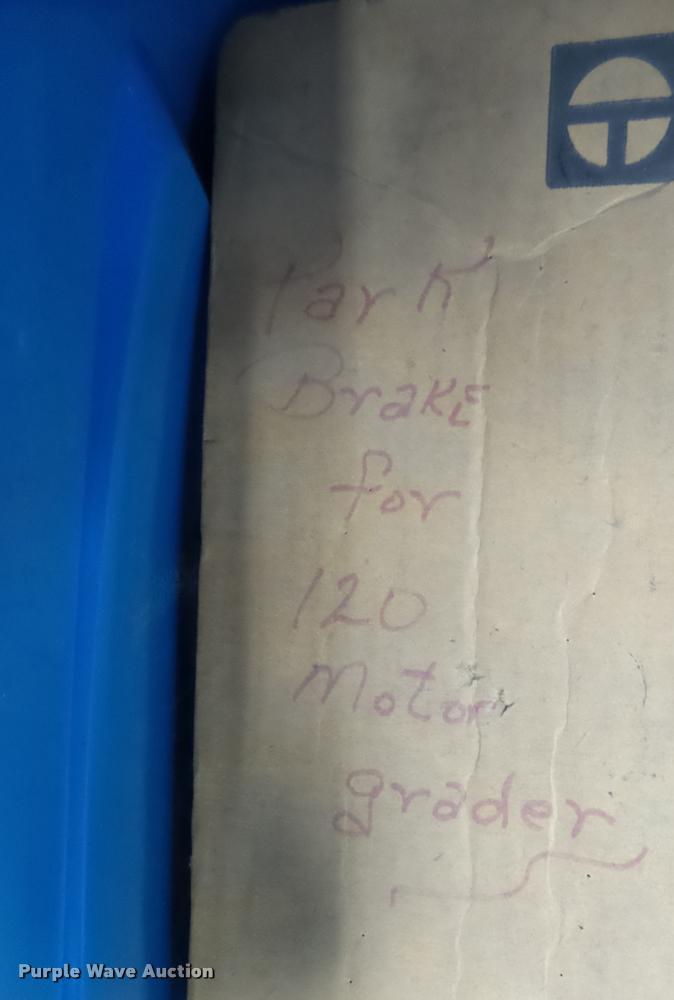 Park
BrakE
for
120
Motor
grader
Purple Wave Auction